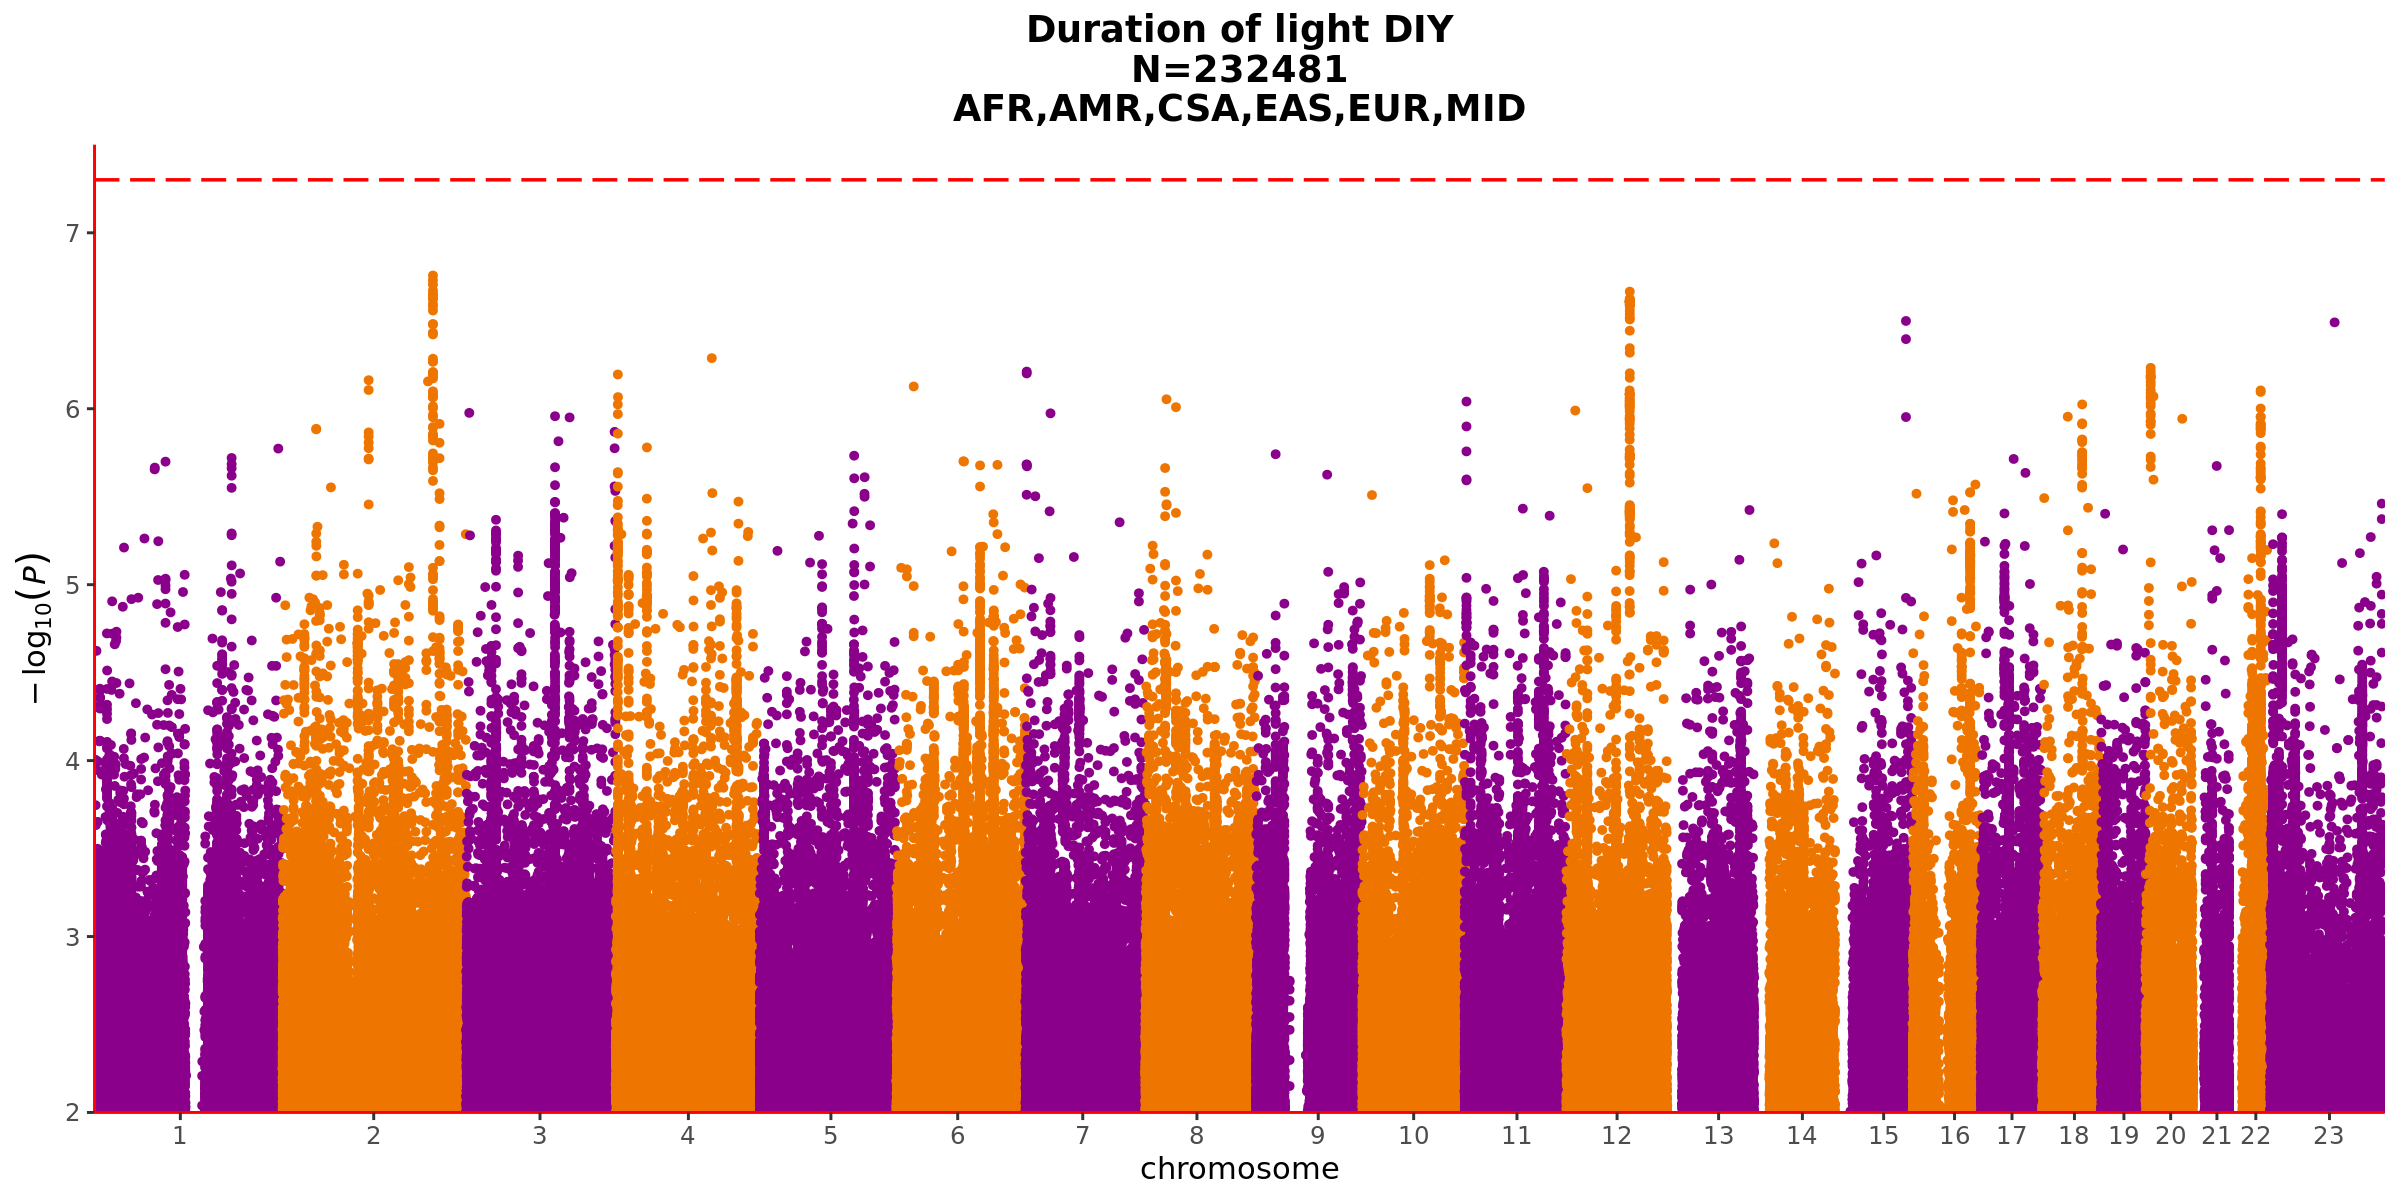 Duration of light DIY
N=232481
AFR,AMR,CSA,EAS,EUR,MID
−log10(P)
7
6
5
4
3
2
1 2 3 4 5 6 7 8 9 10 11 12 13 14 15 16 17 18 19 20 21 22 23
chromosome